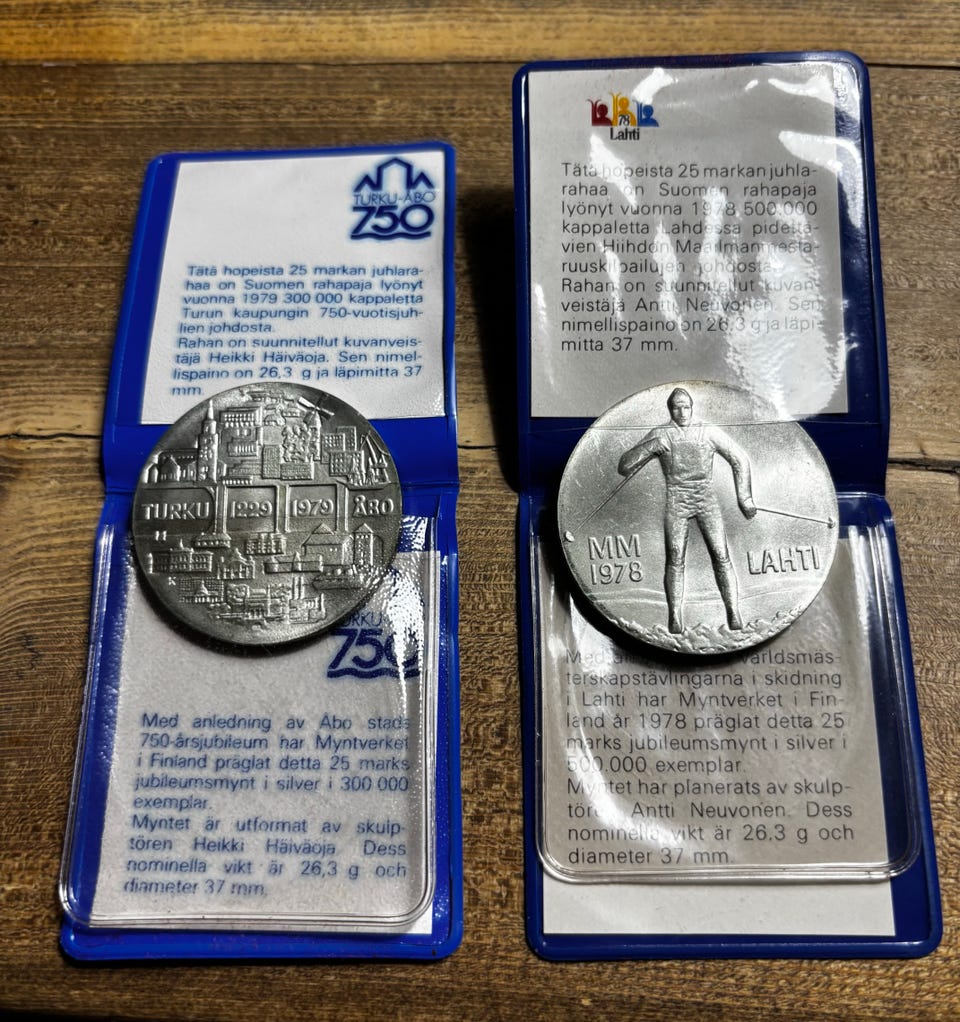 TURKU-ÅBO
750
Tätä hopeista 25 markan juhlara-
haa on Suomen rahapaja lyönyt
vuonna 1979 300 000 kappaletta
Turun kaupungin 750-vuotisjuh-
lien johdosta.
Rahan on suunnitellut kuvanveis-
täjä Heikki Häiväoja. Sen nimel-
lispaino on 26,3 g ja läpimitta 37
mm.
TURKU 1229 1979 ÅBO
H
K
750
Med anledning av Åbo stads
750-årsjubileum har Myntverket
i Finland präglat detta 25 marks
jubileumsmynt i silver i 300 000
exemplar.
Myntet är utformat av skulp-
tören Heikki Häiväoja. Dess
nominella vikt är 26,3 g och
diameter 37 mm.
78
Lahti
Tätä hopeista 25 markan juhla-
rahaa on Suomen rahapaja
lyönyt vuonna 1978 500.000
kappaletta Lahdessa pidettä-
vien Hiihdon Maailmanmesta-
ruuskilpailujen johdosta.
Rahan on suunnitellut kuvan-
veistäjä Antti Neuvonen. Sen
nimellispaino on 26,3 g ja läpi-
mitta 37 mm.
MM
1978
LAHTI
Med världsmäs-
terskapstävlingarna i skidning
i Lahti har Myntverket i Fin-
land år 1978 präglat detta 25
marks jubileumsmynt i silver i
500.000 exemplar.
Myntet har planerats av skulp-
tören Antti Neuvonen. Dess
nominella vikt är 26,3 g och
diameter 37 mm.